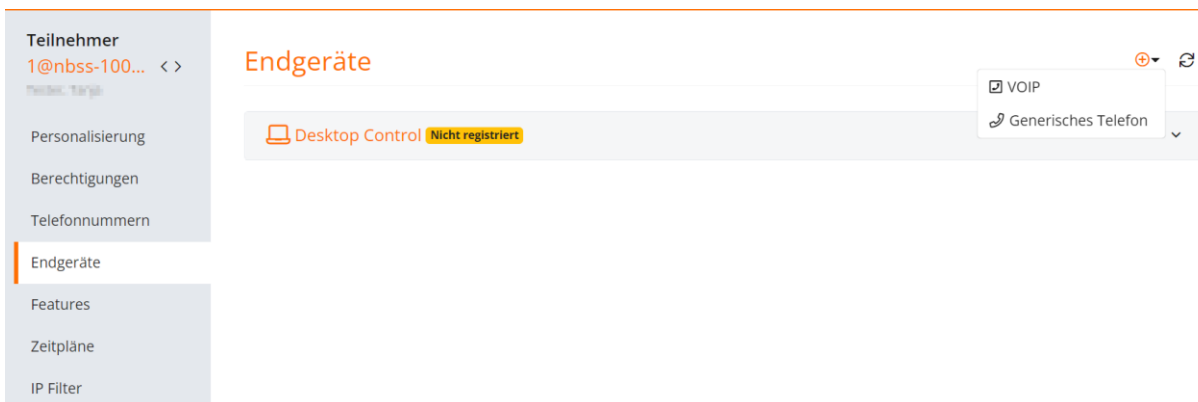 Teilnehmer
1@nbss-100...
Endgeräte
VOIP
Generisches Telefon
Desktop Control Nicht registriert
Personalisierung
Berechtigungen
Telefonnummern
Endgeräte
Features
Zeitpläne
IP Filter